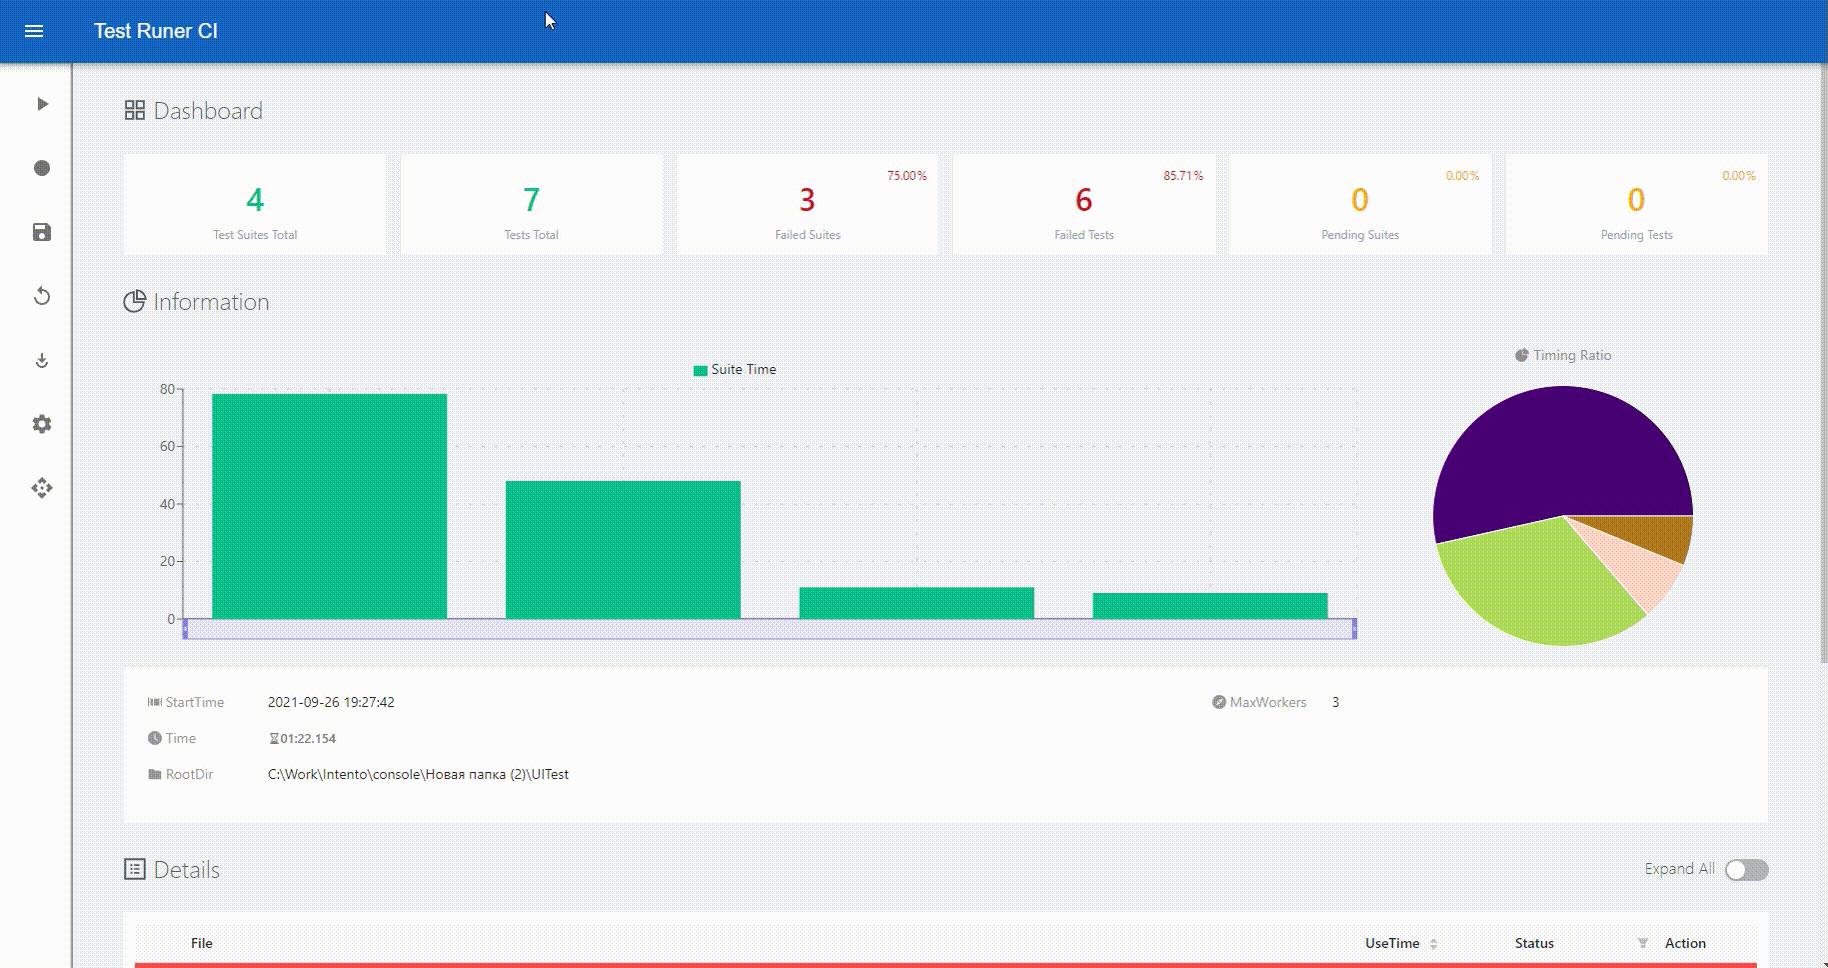 Test Runer CI
Dashboard
4
Test Suites Total
7
Tests Total
75.00%
3
Failed Suites
85.71%
6
Failed Tests
0.00%
0
Pending Suites
0.00%
0
Pending Tests
Information
Suite Time
80
60
40
20
0
Timing Ratio
StartTime 2021-09-26 19:27:42
MaxWorkers 3
Time 01:22.154
RootDir C:\Work\Intento\console\Новая папка (2)\UITest
Details
Expand All
File UseTime Status Action